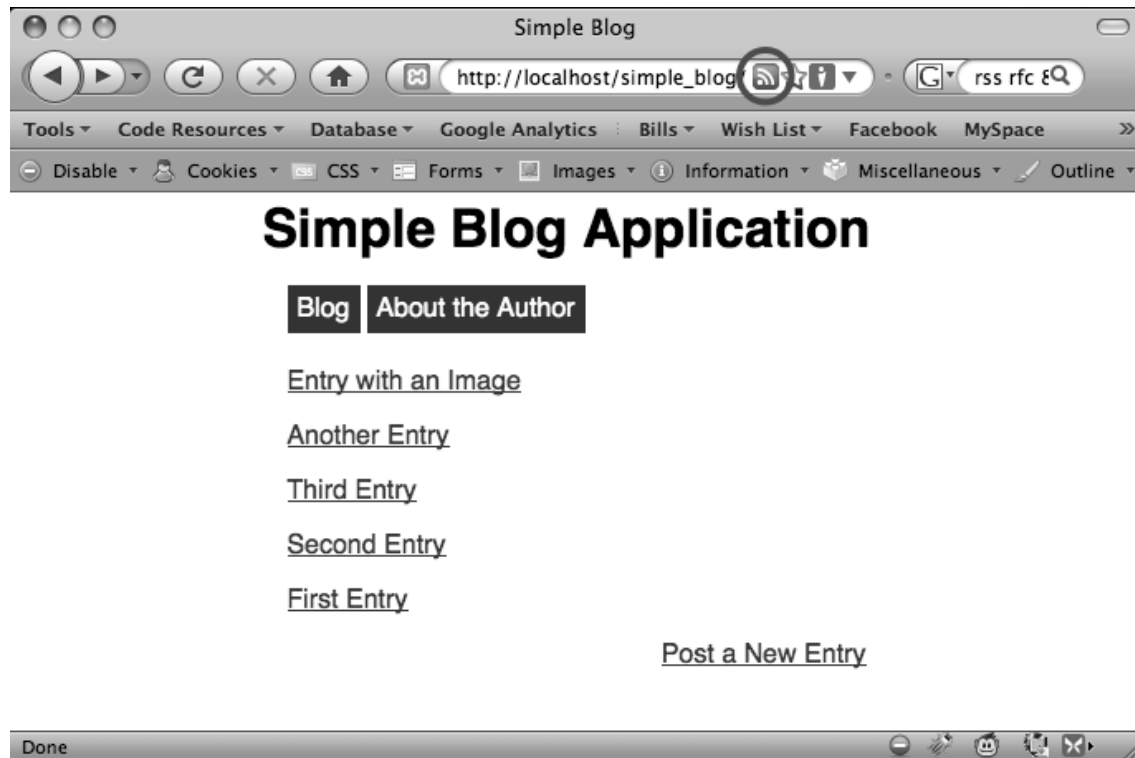 Simple Blog
http://localhost/simple_blog
G
rss rfc 8
Tools Code Resources Database Google Analytics Bills Wish List Facebook MySpace »
Disable Cookies CSS CSS Forms Images Information Miscellaneous Outline
Simple Blog Application
Blog About the Author
Entry with an Image
Another Entry
Third Entry
Second Entry
First Entry
Post a New Entry
Done